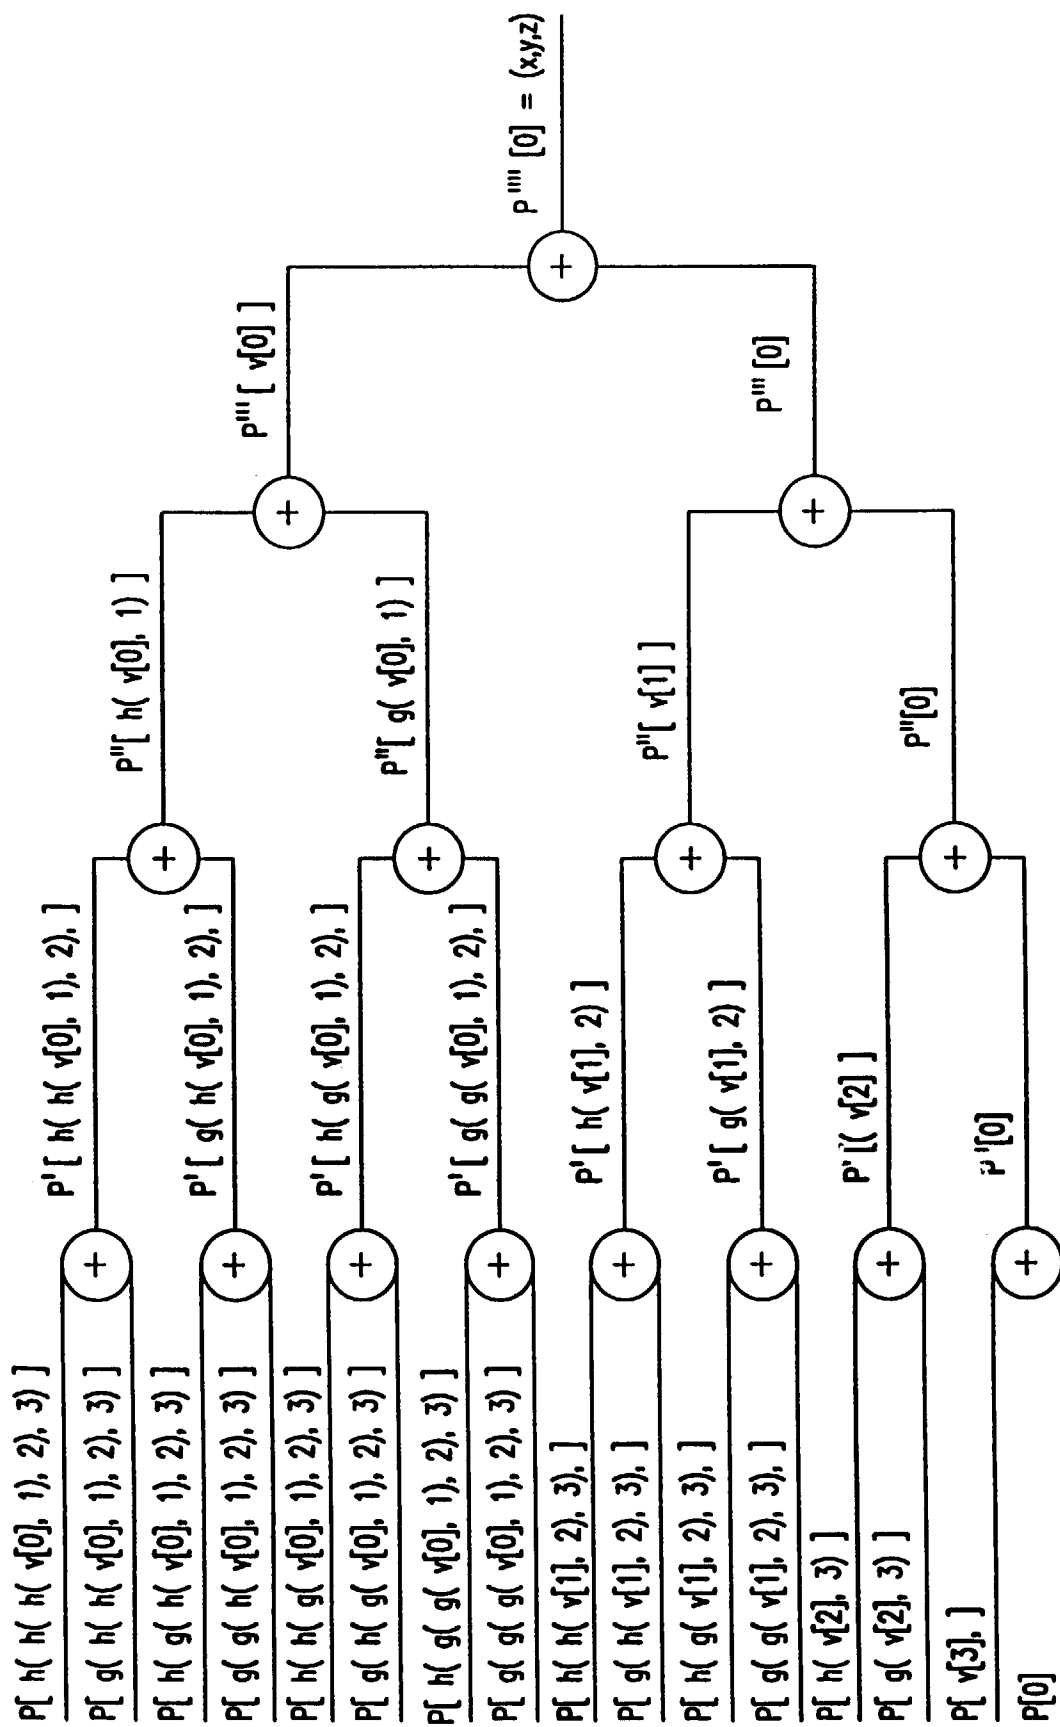 P[ h( h( h( v[0], 1), 2), 3) ]
P[ g( h( h( v[0], 1), 2), 3) ]
P[ h( g( h( v[0], 1), 2), 3) ]
P[ g( g( h( v[0], 1), 2), 3) ]
P[ h( h( g( v[0], 1), 2), 3) ]
P[ g( h( g( v[0], 1), 2), 3) ]
P[ h( g( g( v[0], 1), 2), 3) ]
P[ g( g( g( v[0], 1), 2), 3) ]
P[ h( h( v[1], 2), 3), ]
P[ g( h( v[1], 2), 3), ]
P[ h( g( v[1], 2), 3), ]
P[ g( g( v[1], 2), 3), ]
P[ h( v[2], 3) ]
P[ g( v[2], 3) ]
P[ v[3], ]
P[0]
P'[ h( h( v[0], 1), 2), ]
P'[ g( h( v[0], 1), 2), ]
P'[ h( g( v[0], 1), 2), ]
P'[ g( g( v[0], 1), 2), ]
P'[ h( v[1], 2) ]
P'[ g( v[1], 2) ]
P'[( v[2] ]
P'[0]
P''[ h( v[0], 1) ]
P''[ g( v[0], 1) ]
P''[ v[1] ]
P''[0]
P'''[ v[0] ]
P'''[0]
P''''[0] = (x,y,z)